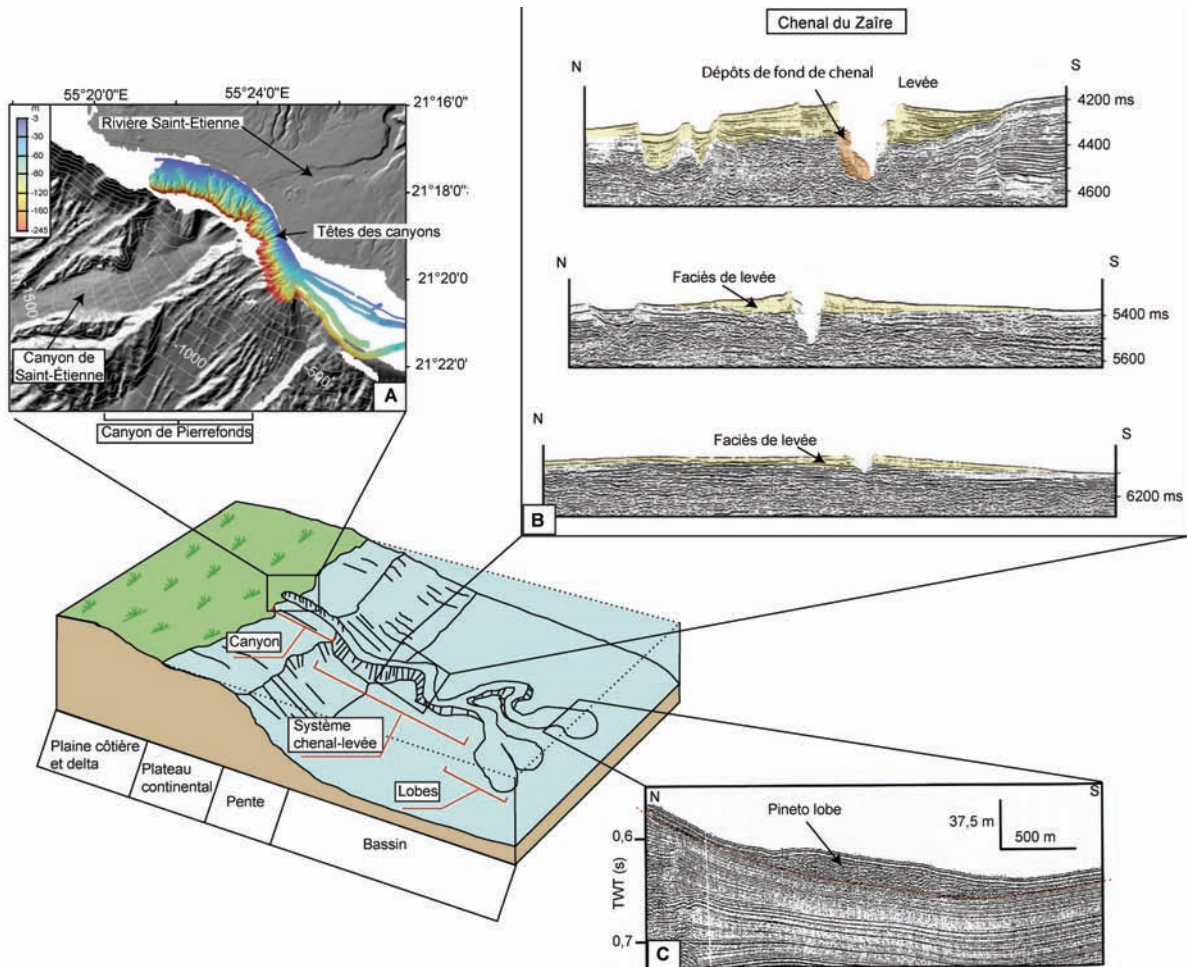 Chenal du Zaïre
N
S
Dépôts de fond de chenal
Levée
4200 ms
4400 ms
4600 ms
N
S
Faciès de levée
5400 ms
5600 ms
N
S
Faciès de levée
6200 ms
B
55°20'0"E
55°24'0"E
m
-3
-30
-60
-80
-120
-160
-245
Rivière Saint-Etienne
21°16'0"
21°18'0"
21°20'0"
21°22'0"
Têtes des canyons
-1500
-1000
-500
Canyon de
Saint-Étienne
A
Canyon de Pierrefonds
Canyon
Système
chenal-levée
Lobes
Plaine côtière
et delta
Plateau
continental
Pente
Bassin
N
S
Pineto lobe
37,5 m
500 m
0,6
TWT (s)
0,7
C